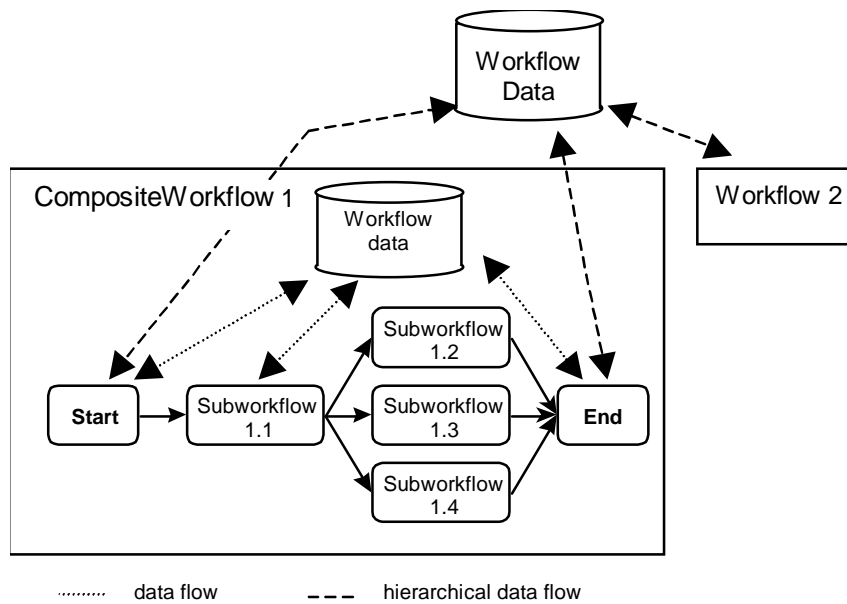 Workflow
Data
CompositeWorkflow 1
Workflow 2
Workflow
data
Subworkflow
1.2
Start
Subworkflow
1.1
Subworkflow
1.3
End
Subworkflow
1.4
data flow
hierarchical data flow